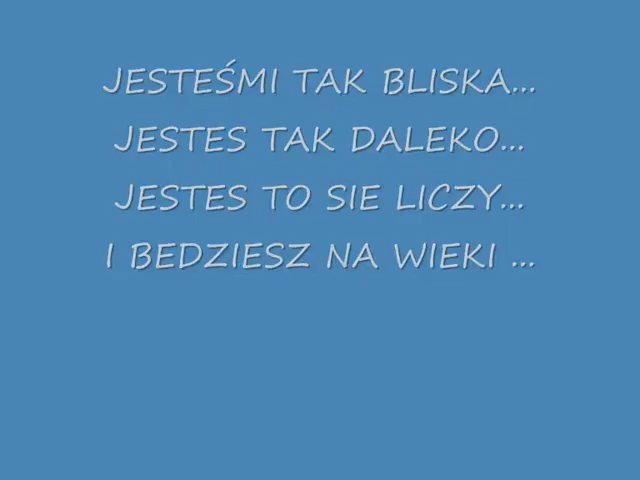 JESTEŚMI TAK BLISKA...
JESTES TAK DALEKO...
JESTES TO SIE LICZY...
I BEDZIESZ NA WIEKI ...